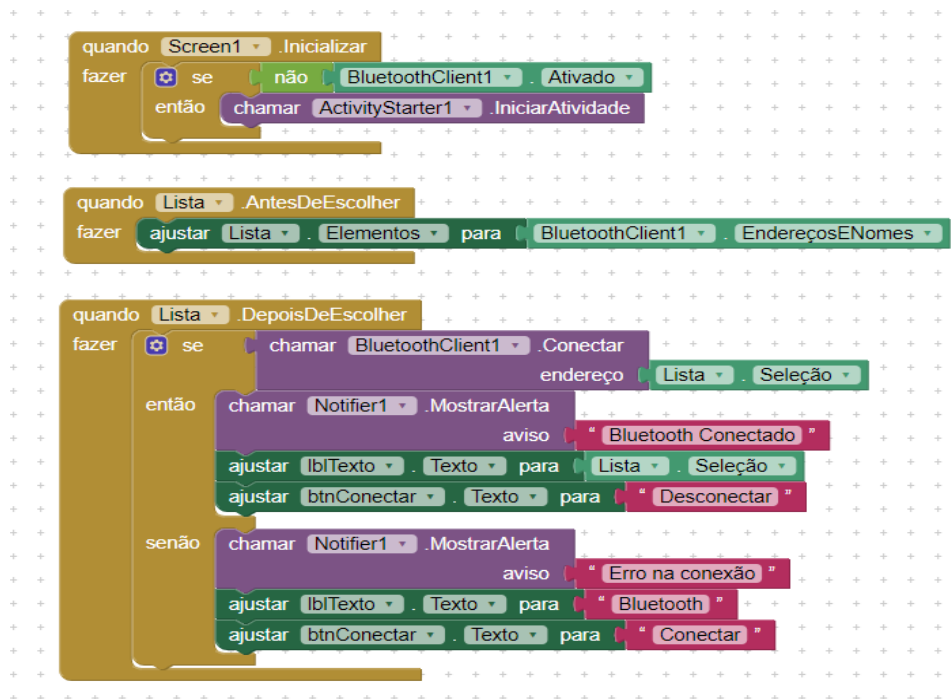 quando Screen1 .Inicializar
fazer se não BluetoothClient1 . Ativado
então chamar ActivityStarter1 .IniciarAtividade
quando Lista .AntesDeEscolher
fazer ajustar Lista . Elementos para BluetoothClient1 . EndereçosENomes
quando Lista .DepoisDeEscolher
fazer se chamar BluetoothClient1 .Conectar
endereço Lista . Seleção
então chamar Notifier1 .MostrarAlerta
aviso “ Bluetooth Conectado ”
ajustar lblTexto . Texto para Lista . Seleção
ajustar btnConectar . Texto para “ Desconectar ”
senão chamar Notifier1 .MostrarAlerta
aviso “ Erro na conexão ”
ajustar lblTexto . Texto para “ Bluetooth ”
ajustar btnConectar . Texto para “ Conectar ”